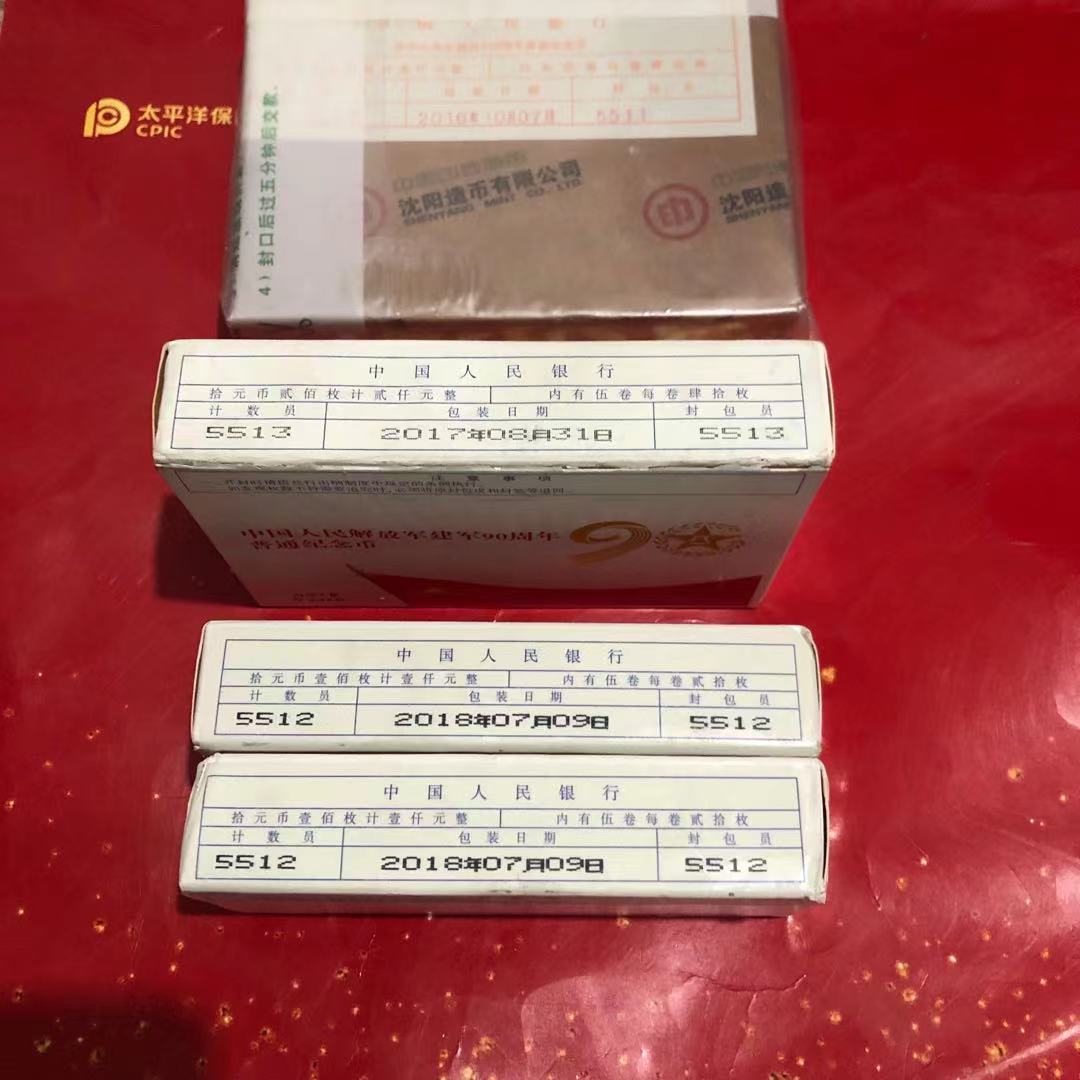 太平洋保
CPIC
4）封口后过五分钟后交款.
2016年10月07日 5511
沈阳造币有限公司
SHENYANG MINT CO., LTD.
沈阳造
SHENYANG
中国人民银行
拾元币贰佰枚计贰仟元整 内有伍卷每卷肆拾枚
计数员 包装日期 封包员
5513 2017年08月31日 5513
注意事项
中国人民解放军建军90周年
普通纪念币
90
中国人民银行
拾元币壹佰枚计壹仟元整 内有伍卷每卷贰拾枚
计数员 包装日期 封包员
5512 2018年07月09日 5512
中国人民银行
拾元币壹佰枚计壹仟元整 内有伍卷每卷贰拾枚
计数员 包装日期 封包员
5512 2018年07月09日 5512